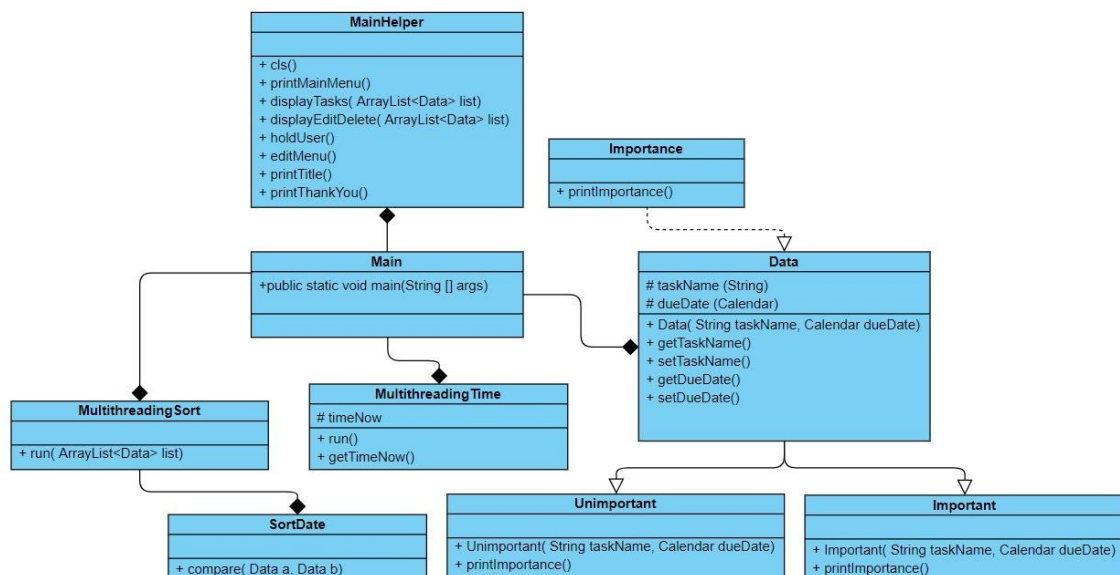 MainHelper
+ cls()
+ printMainMenu()
+ displayTasks( ArrayList<Data> list)
+ displayEditDelete( ArrayList<Data> list)
+ holdUser()
+ editMenu()
+ printTitle()
+ printThankYou()
Importance
+ printImportance()
Main
+public static void main(String [] args)
Data
# taskName (String)
# dueDate (Calendar)
+ Data( String taskName, Calendar dueDate)
+ getTaskName()
+ setTaskName()
+ getDueDate()
+ setDueDate()
MultithreadingSort
+ run( ArrayList<Data> list)
MultithreadingTime
# timeNow
+ run()
+ getTimeNow()
SortDate
+ compare( Data a, Data b)
Unimportant
+ Unimportant( String taskName, Calendar dueDate)
+ printImportance()
Important
+ Important( String taskName, Calendar dueDate)
+ printImportance()